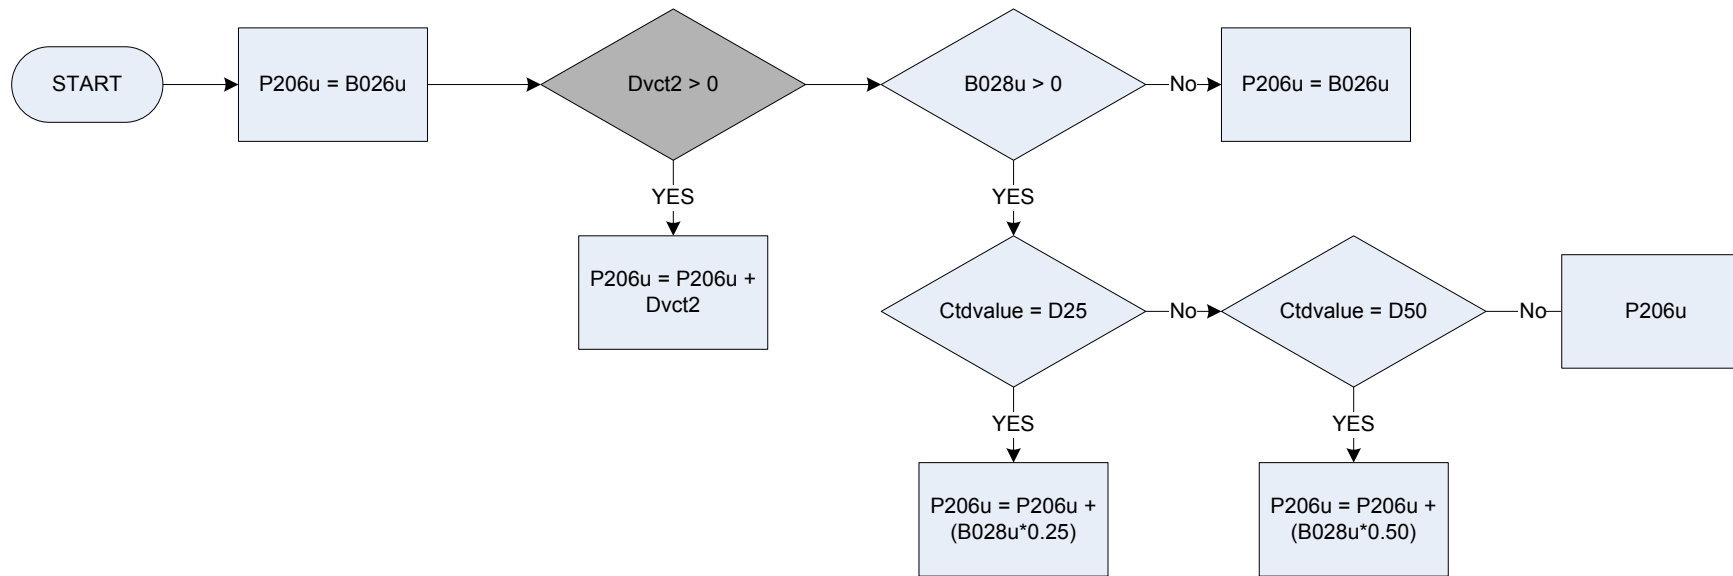 START
P206u = B026u
Dvct2 > 0
B028u > 0
No
P206u = B026u
YES
YES
P206u = P206u +
Dvct2
Ctdvalue = D25
No
Ctdvalue = D50
No
P206u
YES
YES
P206u = P206u +
(B028u*0.25)
P206u = P206u +
(B028u*0.50)